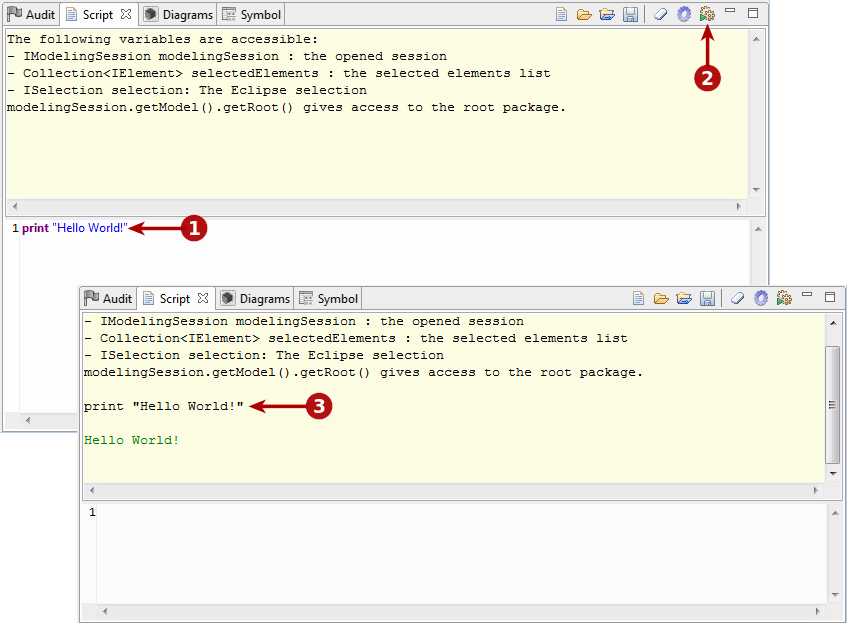 Audit Script Diagrams Symbol
The following variables are accessible:
- IModelingSession modelingSession : the opened session
- Collection<IElement> selectedElements : the selected elements list
- ISelection selection: The Eclipse selection
modelingSession.getModel().getRoot() gives access to the root package.
2
1 print "Hello World!" 1
Audit Script Diagrams Symbol
- IModelingSession modelingSession : the opened session
- Collection<IElement> selectedElements : the selected elements list
- ISelection selection: The Eclipse selection
modelingSession.getModel().getRoot() gives access to the root package.
print "Hello World!" 3
Hello World!
1